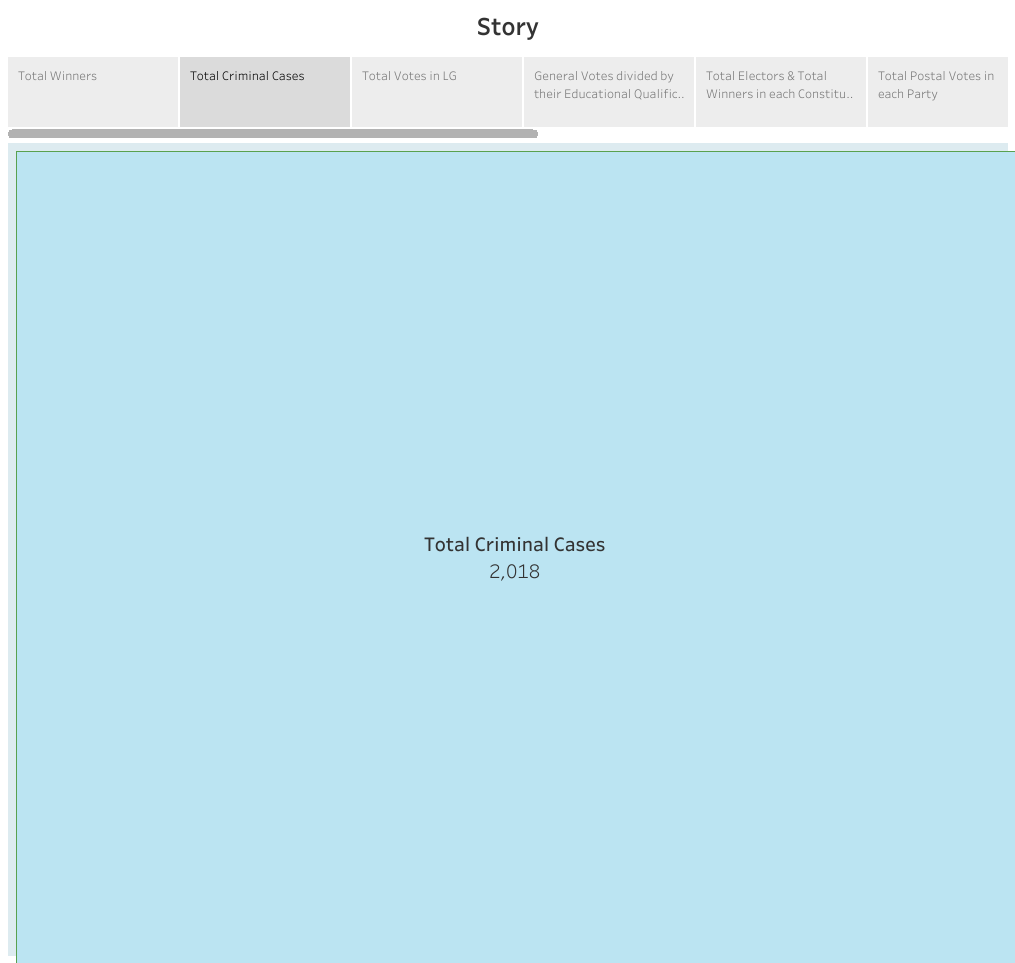 Story
Total Winners
Total Criminal Cases
Total Votes in LG
General Votes divided by
their Educational Qualific..
Total Electors & Total
Winners in each Constitu..
Total Postal Votes in
each Party
Total Criminal Cases
2,018